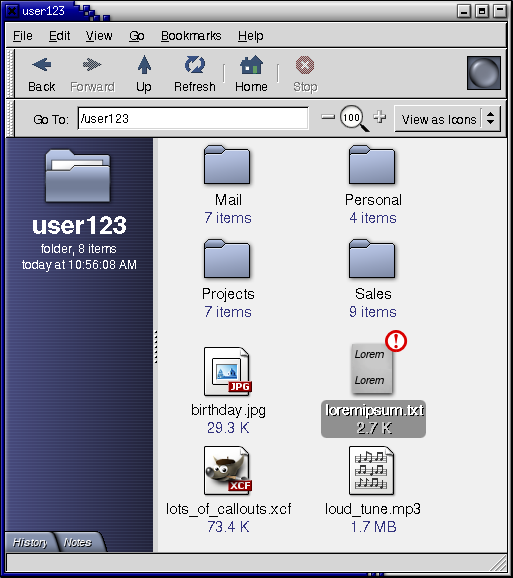 user123
File Edit View Go Bookmarks Help
Back Forward Up Refresh Home Stop
Go To: /user123 100 View as Icons
user123
folder, 8 items
today at 10:56:08 AM
Mail
7 items
Personal
4 items
Projects
7 items
Sales
9 items
JPG
birthday.jpg
29.3 K
!
Lorem
Lorem
loremipsum.txt
2.7 K
XCF
lots_of_callouts.xcf
73.4 K
loud_tune.mp3
1.7 MB
History Notes